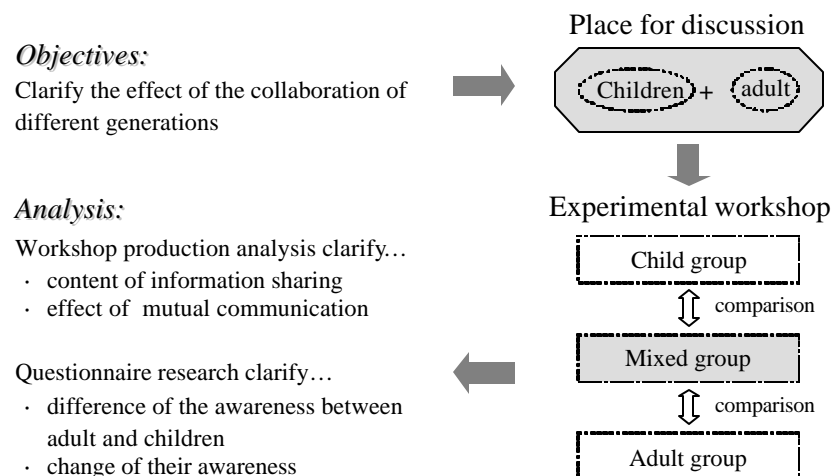 Objectives:
Clarify the effect of the collaboration of
different generations
Place for discussion
Children + adult
Analysis:
Workshop production analysis clarify…
· content of information sharing
· effect of mutual communication
Questionnaire research clarify…
· difference of the awareness between
adult and children
· change of their awareness
Experimental workshop
Child group
comparison
Mixed group
comparison
Adult group